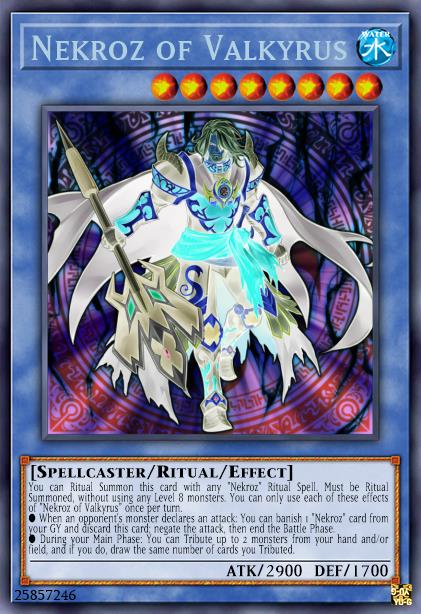 NEKROZ OF VALKYRUS
WATER
水
[SPELLCASTER/RITUAL/EFFECT]
You can Ritual Summon this card with any "Nekroz" Ritual Spell. Must be Ritual
Summoned, without using any Level 8 monsters. You can only use each of these effects
of "Nekroz of Valkyrus" once per turn.
● When an opponent's monster declares an attack: You can banish 1 "Nekroz" card from
your GY and discard this card; negate the attack, then end the Battle Phase.
● During your Main Phase: You can Tribute up to 2 monsters from your hand and/or
field, and if you do, draw the same number of cards you Tributed.
ATK/2900 DEF/1700
25857246